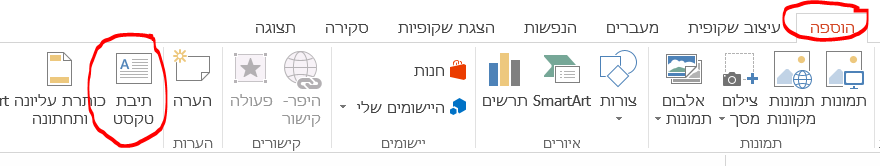 הוספה עיצוב שקופית מעברים הנפשות הצגת שקופיות סקירה תצוגה
תמונות
תמונות מקוונות
צילום מסך
אלבום תמונות
צורות
SmartArt
תרשים
חנות
היישומים שלי
היפר-קישור
פעולה
הערה
תיבת טקסט
כותרת עליונה ותחתונה
תמונות איורים יישומים קישורים הערות